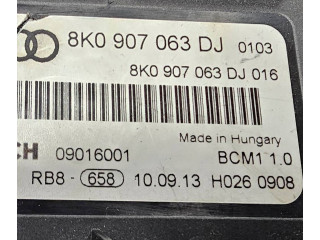 8K0 907 063 DJ 0103
8K0 907 063 DJ 016
Made in Hungary
CH 09016001 BCM1 1.0
RB8- 658 10.09.13 H026 0908